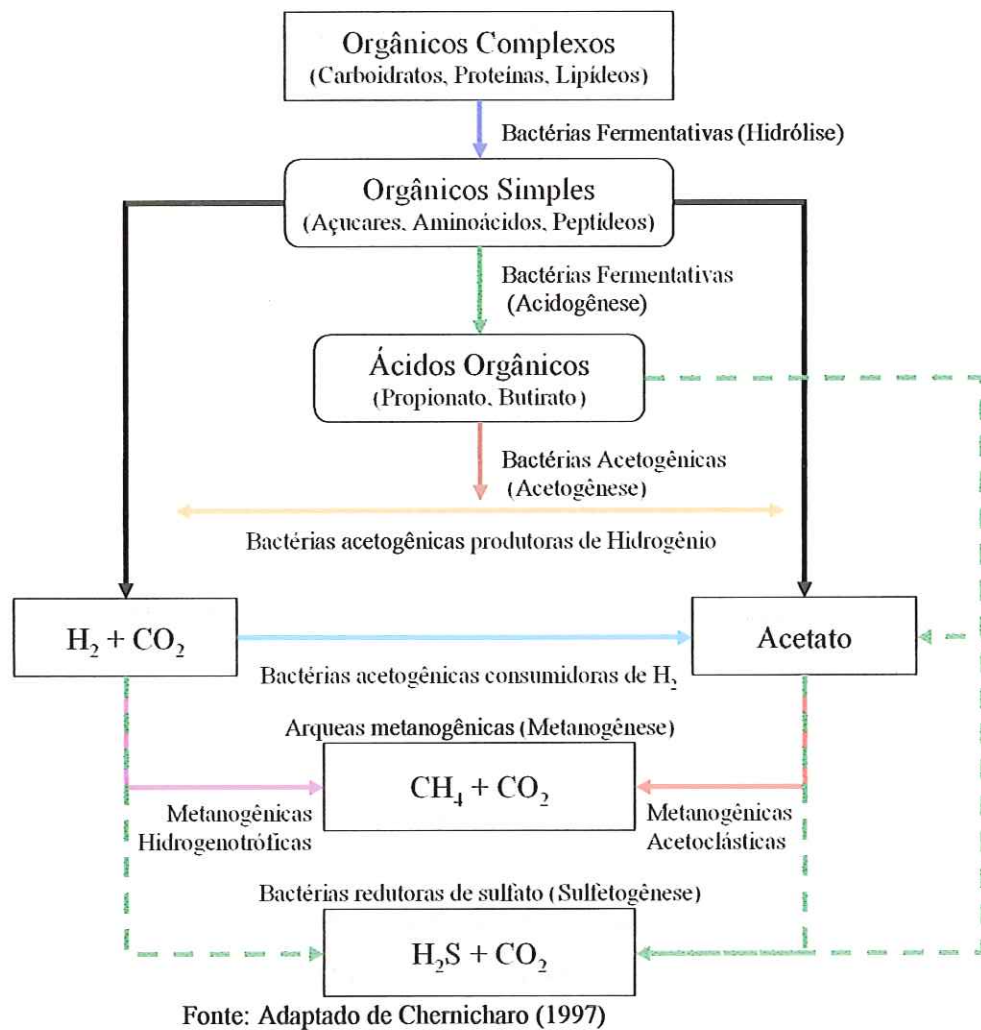 Orgânicos Complexos
(Carboidratos, Proteínas, Lipídeos)
Bactérias Fermentativas (Hidrólise)
Orgânicos Simples
(Açucares, Aminoácidos, Peptídeos)
Bactérias Fermentativas
(Acidogênese)
Ácidos Orgânicos
(Propionato, Butirato)
Bactérias Acetogênicas
(Acetogênese)
Bactérias acetogênicas produtoras de Hidrogênio
H₂ + CO₂
Acetato
Bactérias acetogênicas consumidoras de H₂
Arqueas metanogênicas (Metanogênese)
CH₄ + CO₂
Metanogênicas
Hidrogenotróficas
Metanogênicas
Acetoclásticas
Bactérias redutoras de sulfato (Sulfetogênese)
H₂S + CO₂
Fonte: Adaptado de Chernicharo (1997)